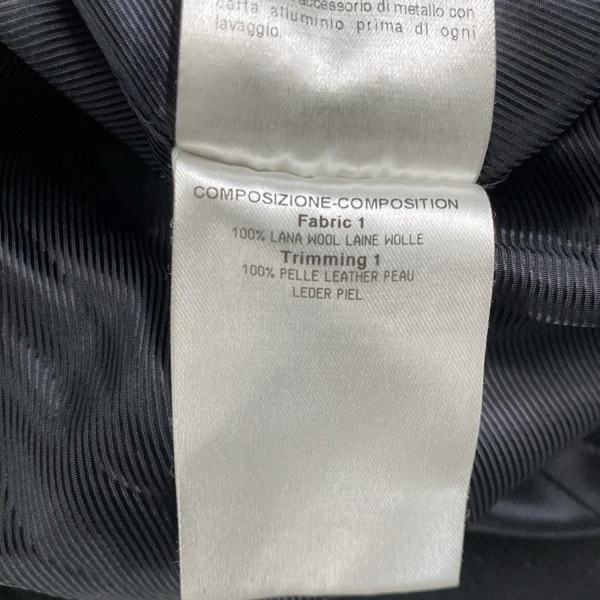 accessorio di metallo con
carta alluminio prima di ogni
lavaggio.
COMPOSIZIONE-COMPOSITION
Fabric 1
100% LANA WOOL LAINE WOLLE
Trimming 1
100% PELLE LEATHER PEAU
LEDER PIEL